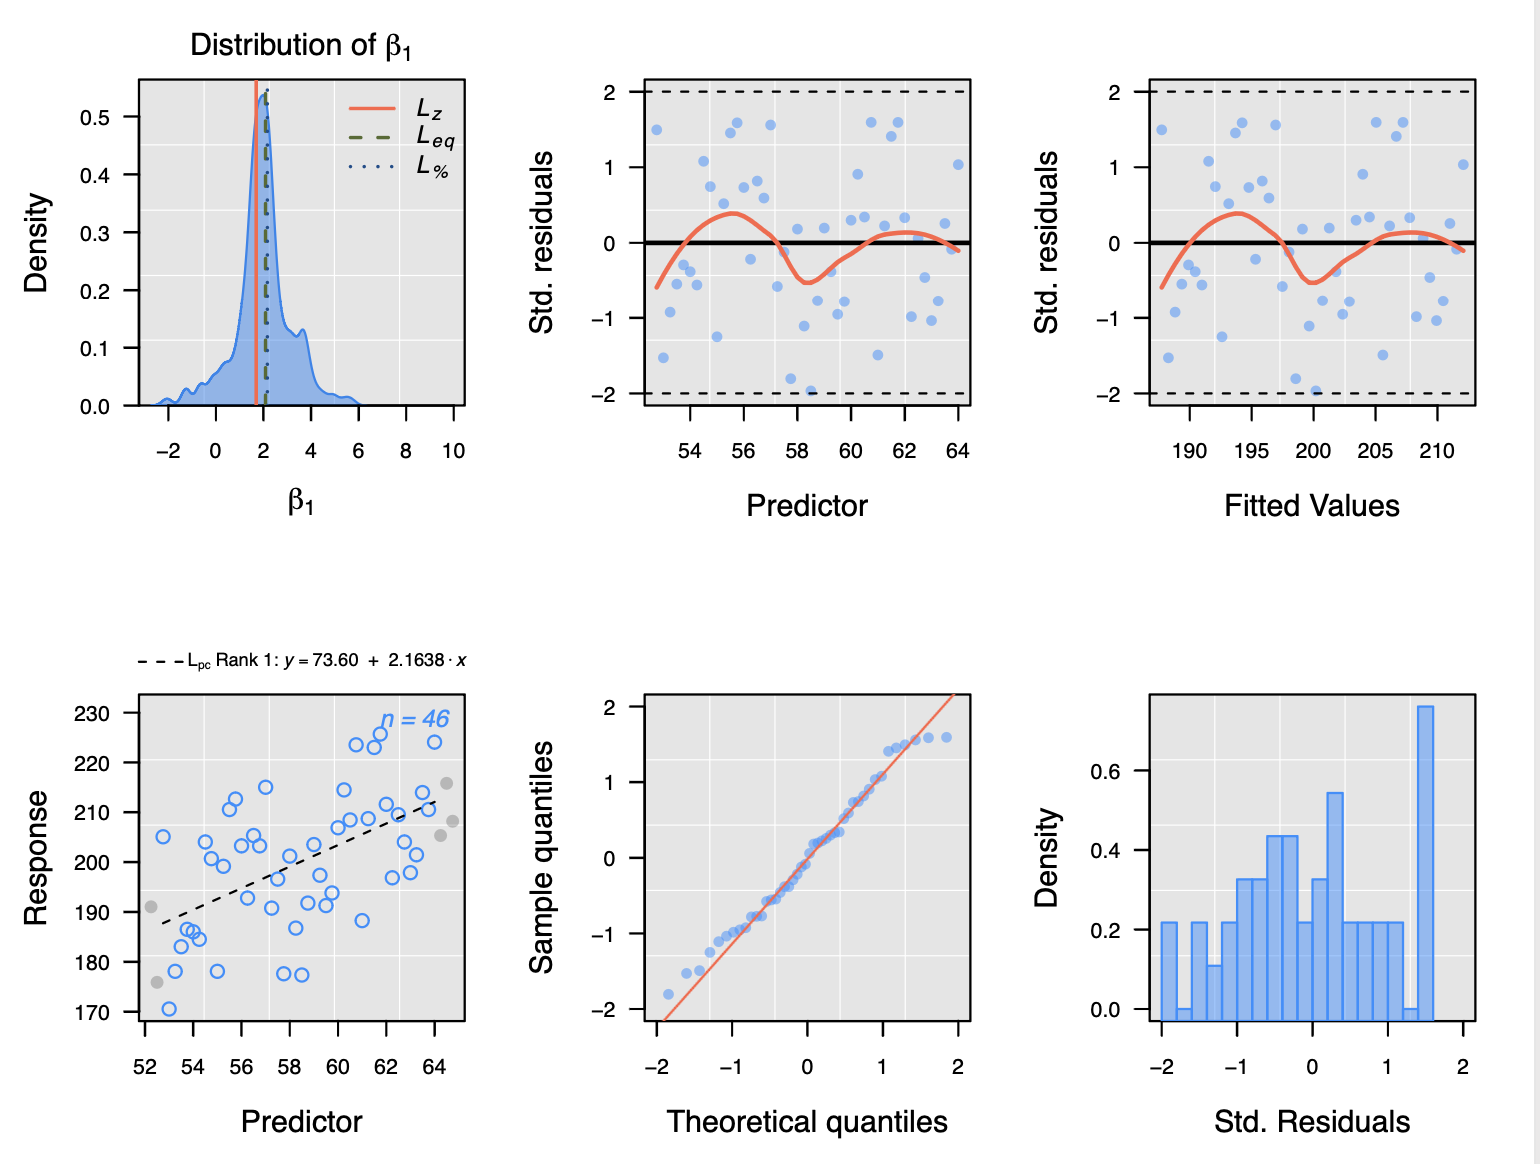 Distribution of β1
Density
0.5
0.4
0.3
0.2
0.1
0.0
Lz
Leq
L%
−2 0 2 4 6 8 10
β1
Std. residuals
2
1
0
−1
−2
54 56 58 60 62 64
Predictor
Std. residuals
2
1
0
−1
−2
190 195 200 205 210
Fitted Values
Lpc Rank 1: y = 73.60 + 2.1638 · x
n = 46
Response
230
220
210
200
190
180
170
52 54 56 58 60 62 64
Predictor
Sample quantiles
2
1
0
−1
−2
−2 −1 0 1 2
Theoretical quantiles
Density
0.6
0.4
0.2
0.0
−2 −1 0 1 2
Std. Residuals